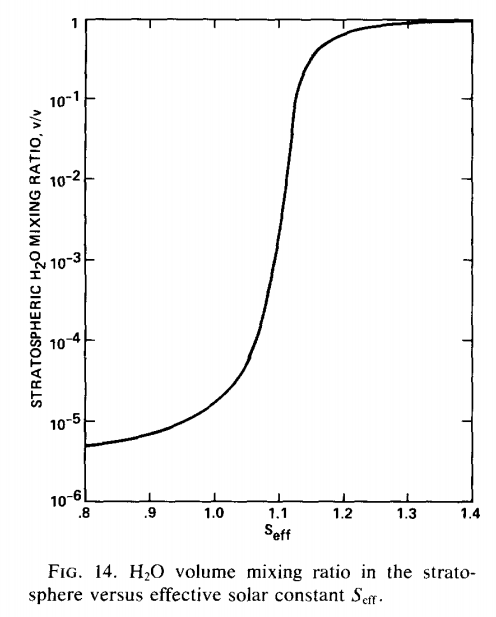 1
10⁻¹
10⁻²
10⁻³
10⁻⁴
10⁻⁵
10⁻⁶
STRATOSPHERIC H₂O MIXING RATIO, v/v
.8 .9 1.0 1.1 1.2 1.3 1.4
S_eff
FIG. 14. H₂O volume mixing ratio in the strato-
sphere versus effective solar constant S_eff.